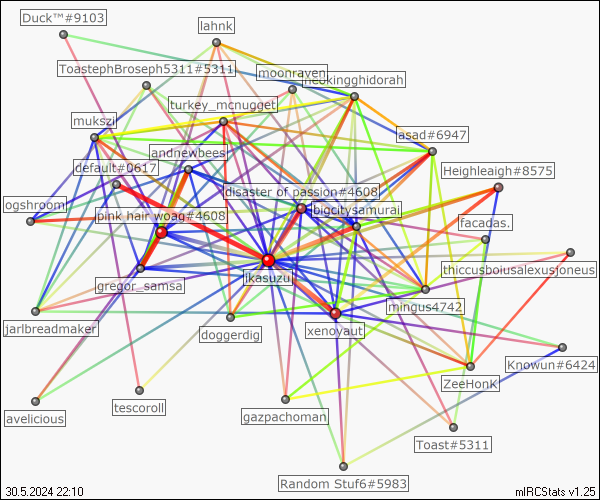 Duck™#9103
lahnk
ToastephBroseph5311#5311
moonraven
neokingghidorah
turkey_mcnugget
mukszi
asad#6947
andnewbees
default#0617
Heighleaigh#8575
disaster of passion#4608
ogshroom
pink hair woag#4608
bigcitysamurai
facadas.
thiccusboiusalexusjoneus
gregor_samsa
jkasuzu
mingus4742
jarlbreadmaker
doggerdig
xenoyaut
Knowun#6424
ZeeHonK
avelicious
tescoroll
gazpachoman
Toast#5311
Random Stuf6#5983
30.5.2024 22:10
mIRCStats v1.25